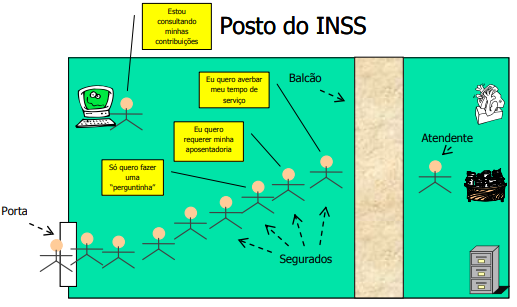 Estou
consultando
minhas
contribuições
Posto do INSS
Eu quero averbar
meu tempo de
serviço
Balcão
Eu quero
requerer minha
aposentadoria
Atendente
Só quero fazer
uma
"perguntinha"
Porta
Segurados